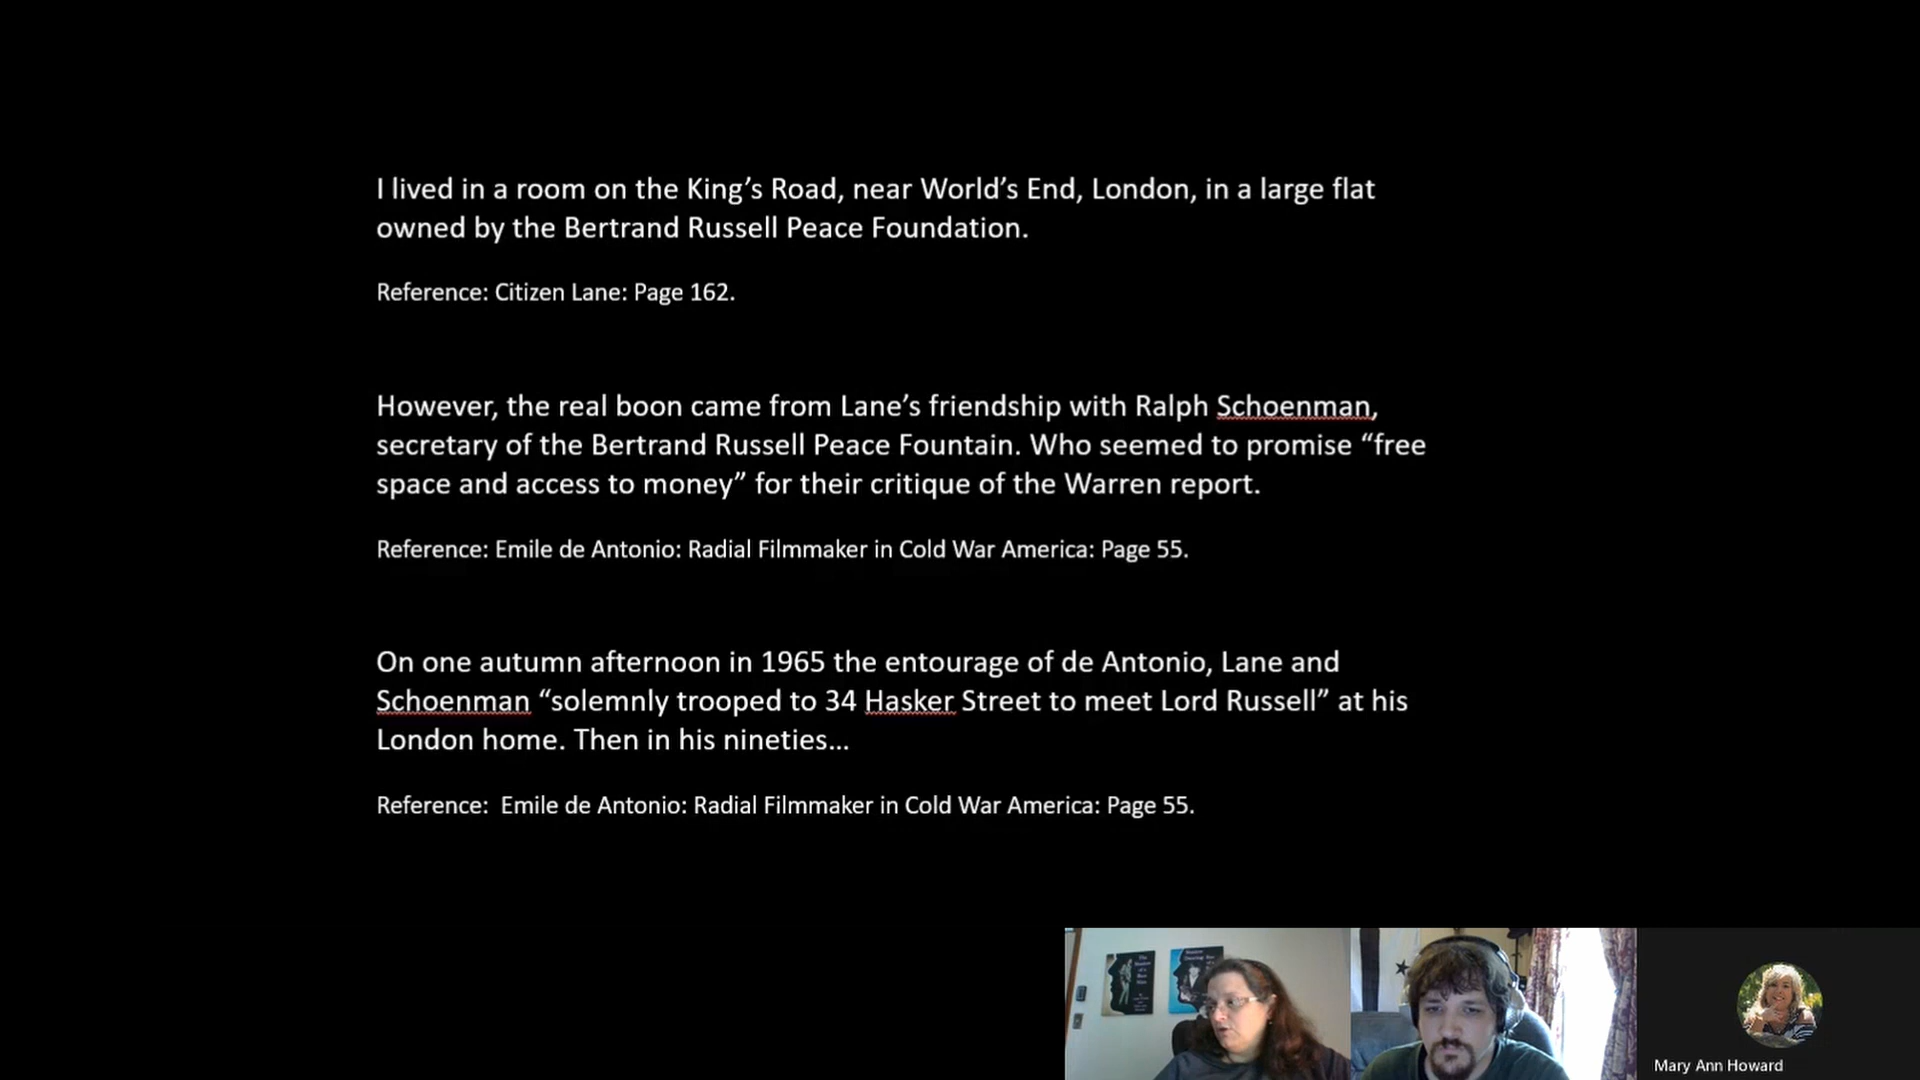 I lived in a room on the King’s Road, near World’s End, London, in a large flat
owned by the Bertrand Russell Peace Foundation.
Reference: Citizen Lane: Page 162.
However, the real boon came from Lane’s friendship with Ralph Schoenman,
secretary of the Bertrand Russell Peace Fountain. Who seemed to promise “free
space and access to money” for their critique of the Warren report.
Reference: Emile de Antonio: Radial Filmmaker in Cold War America: Page 55.
On one autumn afternoon in 1965 the entourage of de Antonio, Lane and
Schoenman “solemnly trooped to 34 Hasker Street to meet Lord Russell” at his
London home. Then in his nineties…
Reference:  Emile de Antonio: Radial Filmmaker in Cold War America: Page 55.
Mary Ann Howard